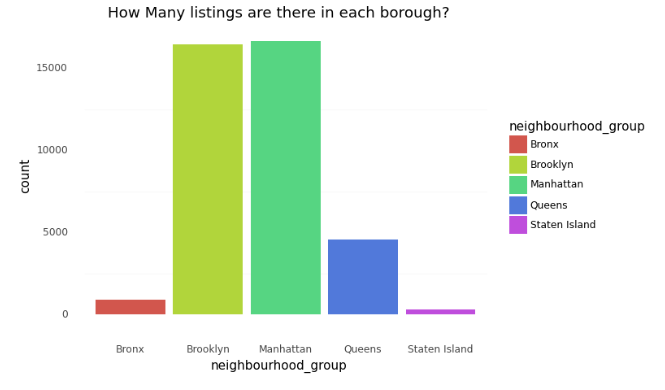 How Many listings are there in each borough?
15000
10000
5000
0
count
Bronx
Brooklyn
Manhattan
Queens
Staten Island
neighbourhood_group
neighbourhood_group
Bronx
Brooklyn
Manhattan
Queens
Staten Island